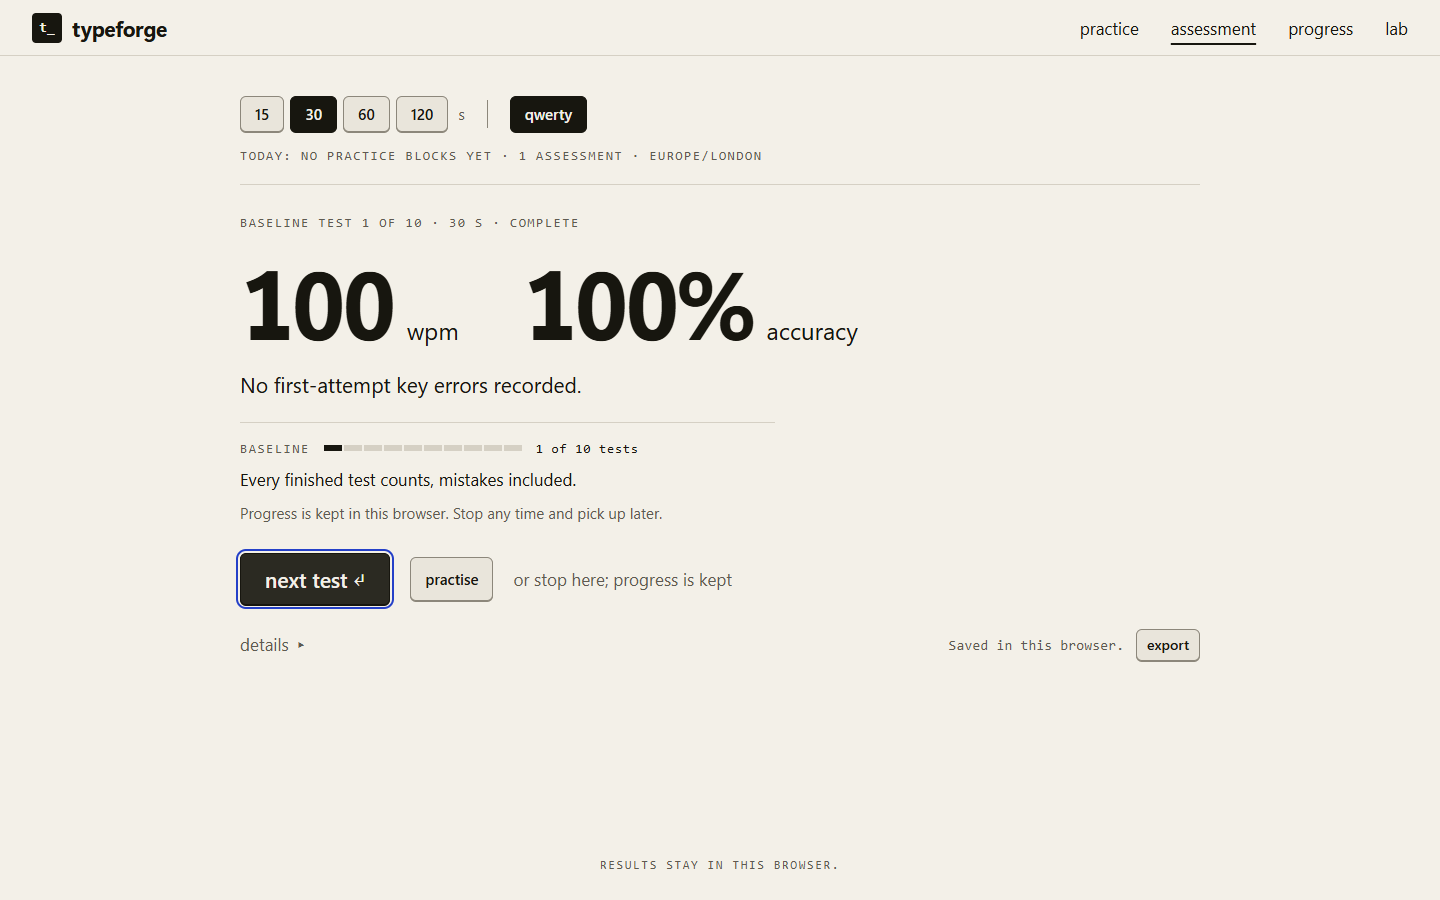 t_ typeforge practice assessment progress lab
15 30 60 120 s qwerty
TODAY: NO PRACTICE BLOCKS YET · 1 ASSESSMENT · EUROPE/LONDON
BASELINE TEST 1 OF 10 · 30 S · COMPLETE
100 wpm 100% accuracy
No first-attempt key errors recorded.
BASELINE 1 of 10 tests
Every finished test counts, mistakes included.
Progress is kept in this browser. Stop any time and pick up later.
next test ↵ practise or stop here; progress is kept
details ▸ Saved in this browser. export
RESULTS STAY IN THIS BROWSER.